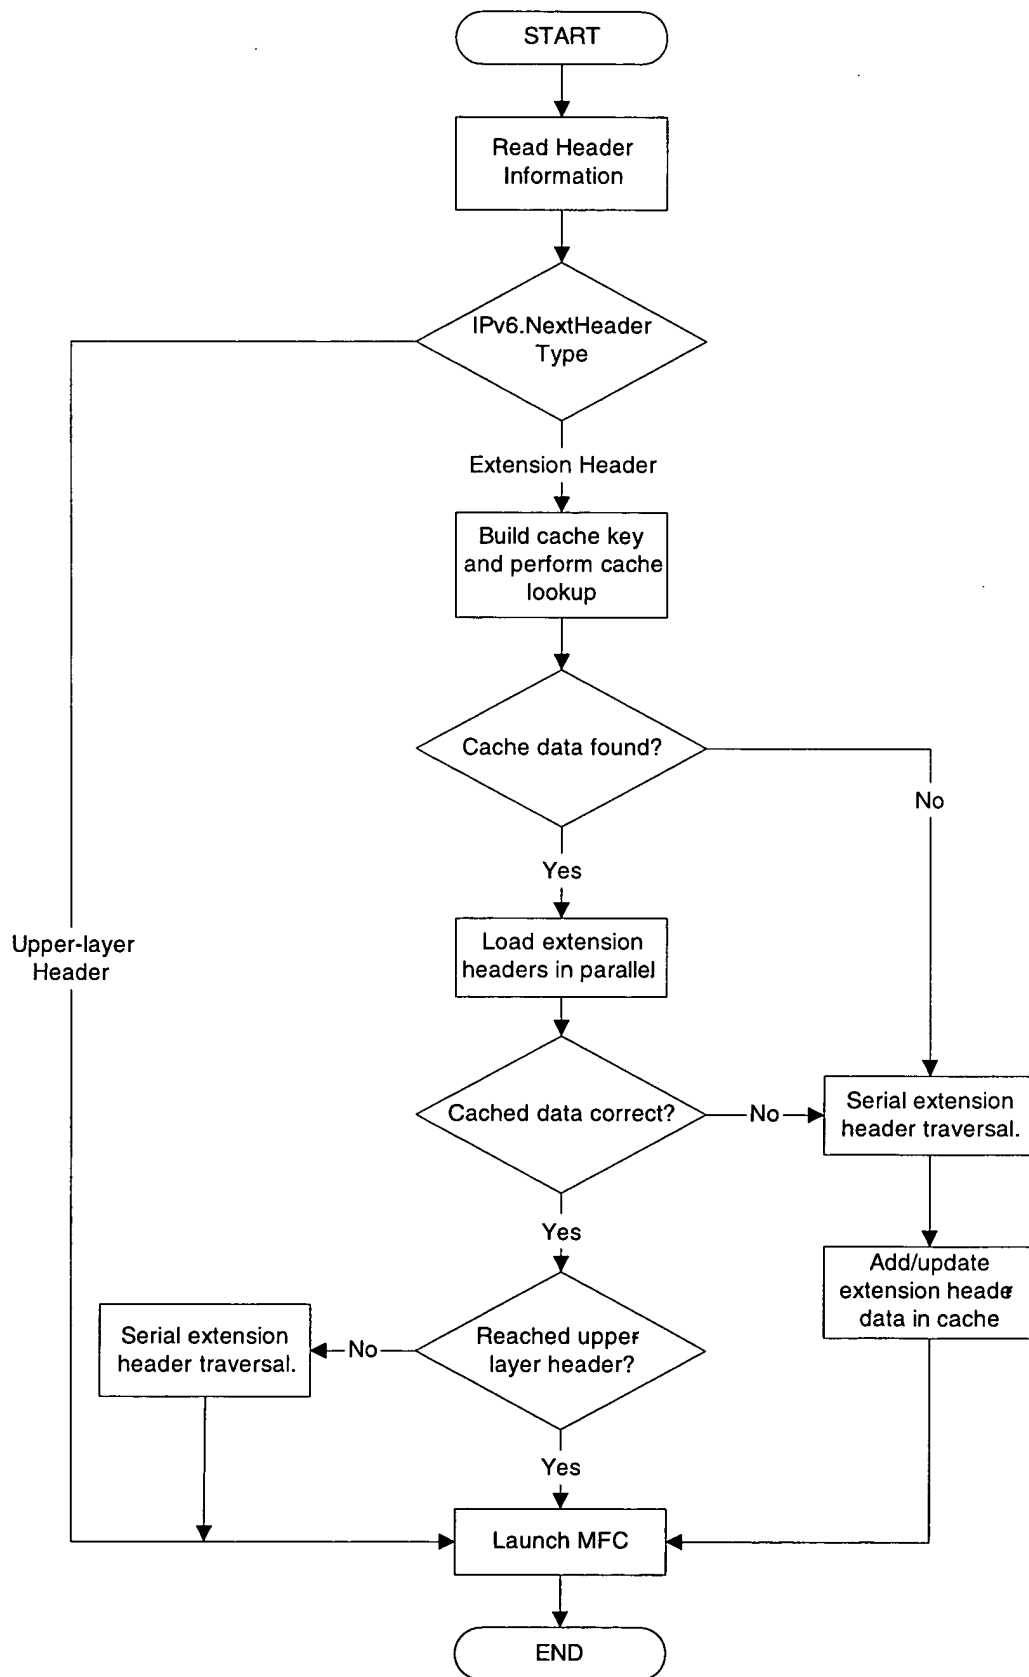 START
Read Header
Information
IPv6.NextHeader
Type
Extension Header
Build cache key
and perform cache
lookup
Cache data found?
No
Yes
Upper-layer
Header
Load extension
headers in parallel
Cached data correct?
No
Serial extension
header traversal.
Yes
Add/update
extension header
data in cache
Serial extension
header traversal.
No
Reached upper-
layer header?
Yes
Launch MFC
END